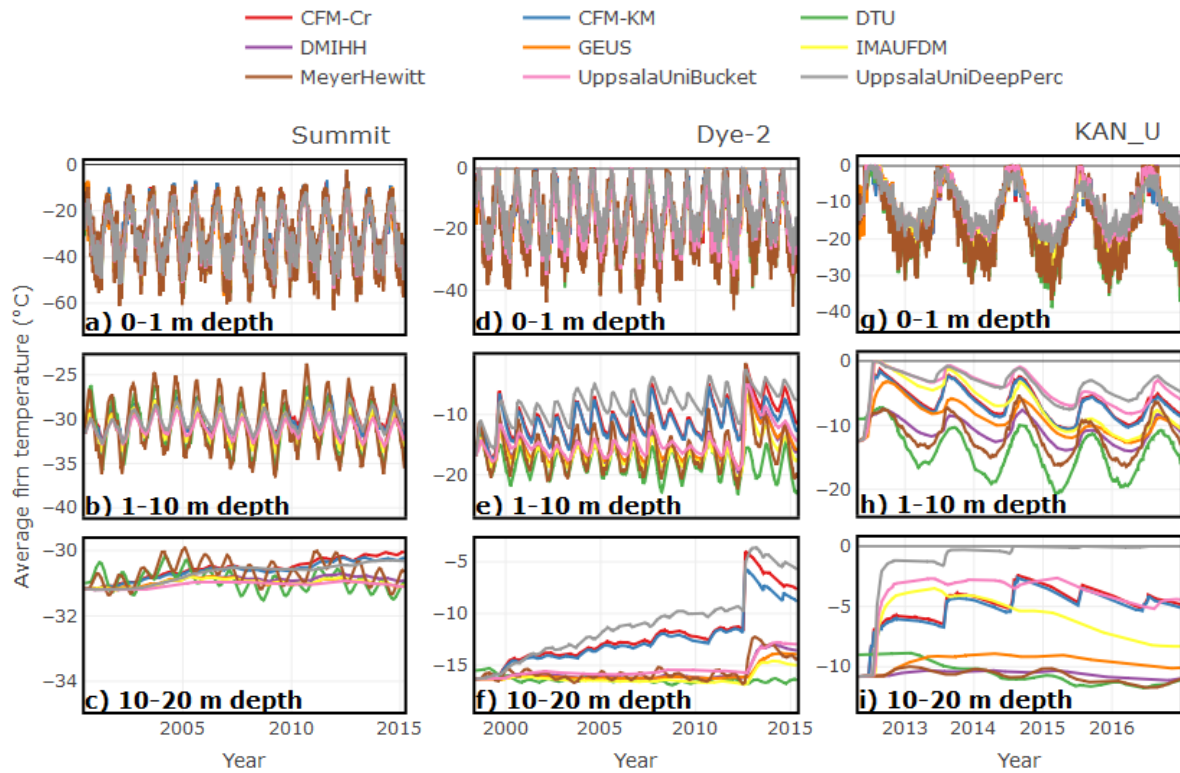 CFM-Cr CFM-KM DTU
DMIHH GEUS IMAUFDM
MeyerHewitt UppsalaUniBucket UppsalaUniDeepPerc
Summit Dye-2 KAN_U
Average firn temperature (°C)
0
−20
−40
−60
a) 0-1 m depth
0
−20
−40
d) 0-1 m depth
0
−10
−20
−30
−40
g) 0-1 m depth
−25
−30
−35
−40
b) 1-10 m depth
−10
−20
e) 1-10 m depth
0
−10
−20
h) 1-10 m depth
−30
−32
−34
c) 10-20 m depth
−5
−10
−15
f) 10-20 m depth
0
−5
−10
i) 10-20 m depth
2005 2010 2015
2000 2005 2010 2015
2013 2014 2015 2016
Year Year Year